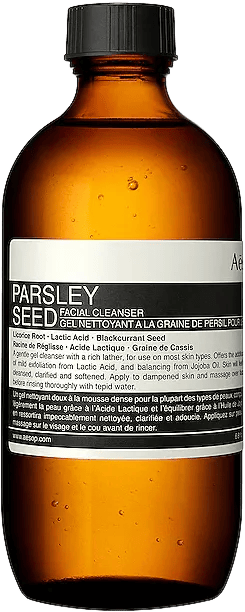 PARSLEY
SEED FACIAL CLEANSER
GEL NETTOYANT A LA GRAINE DE PERSIL POUR
Licorice Root · Lactic Acid · Blackcurrant Seed
Racine de Réglisse · Acide Lactique · Graine de Cassis
A gentle gel cleanser with a rich lather, for use on most skin types. Offers the
of mild exfoliation from Lactic Acid, and balancing from Jojoba Oil. Skin will
cleansed, clarified and softened. Apply to dampened skin and massage over
before rinsing thoroughly with tepid water.
Un gel nettoyant doux à la mousse dense pour la plupart des types de peaux,
légèrement la peau grâce à l'Acide Lactique et l'équilibrer grâce à l'Huile de
en ressortira impeccablement nettoyée, clarifiée et adoucie. Appliquez sur
massage sur le visage et le cou avant de rincer.
www.aesop.com